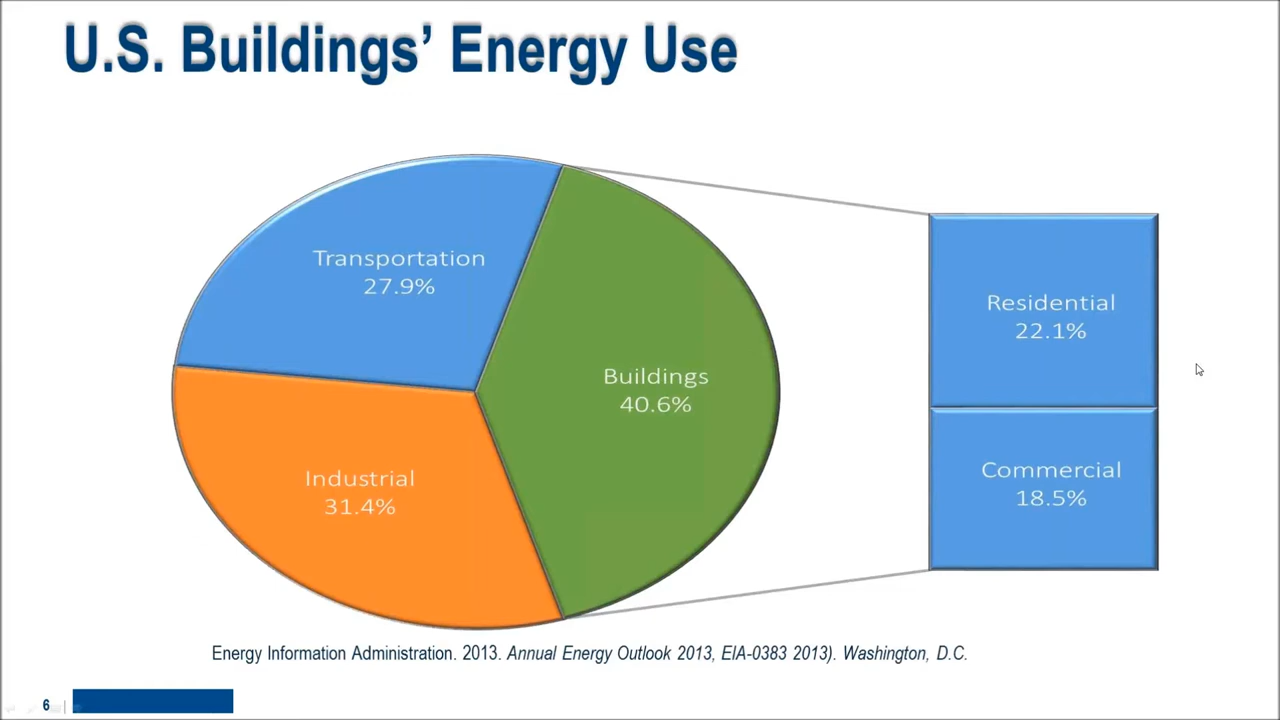 U.S. Buildings’ Energy Use
Transportation
27.9%
Buildings
40.6%
Industrial
31.4%
Residential
22.1%
Commercial
18.5%
Energy Information Administration. 2013. Annual Energy Outlook 2013, EIA-0383 2013). Washington, D.C.
6